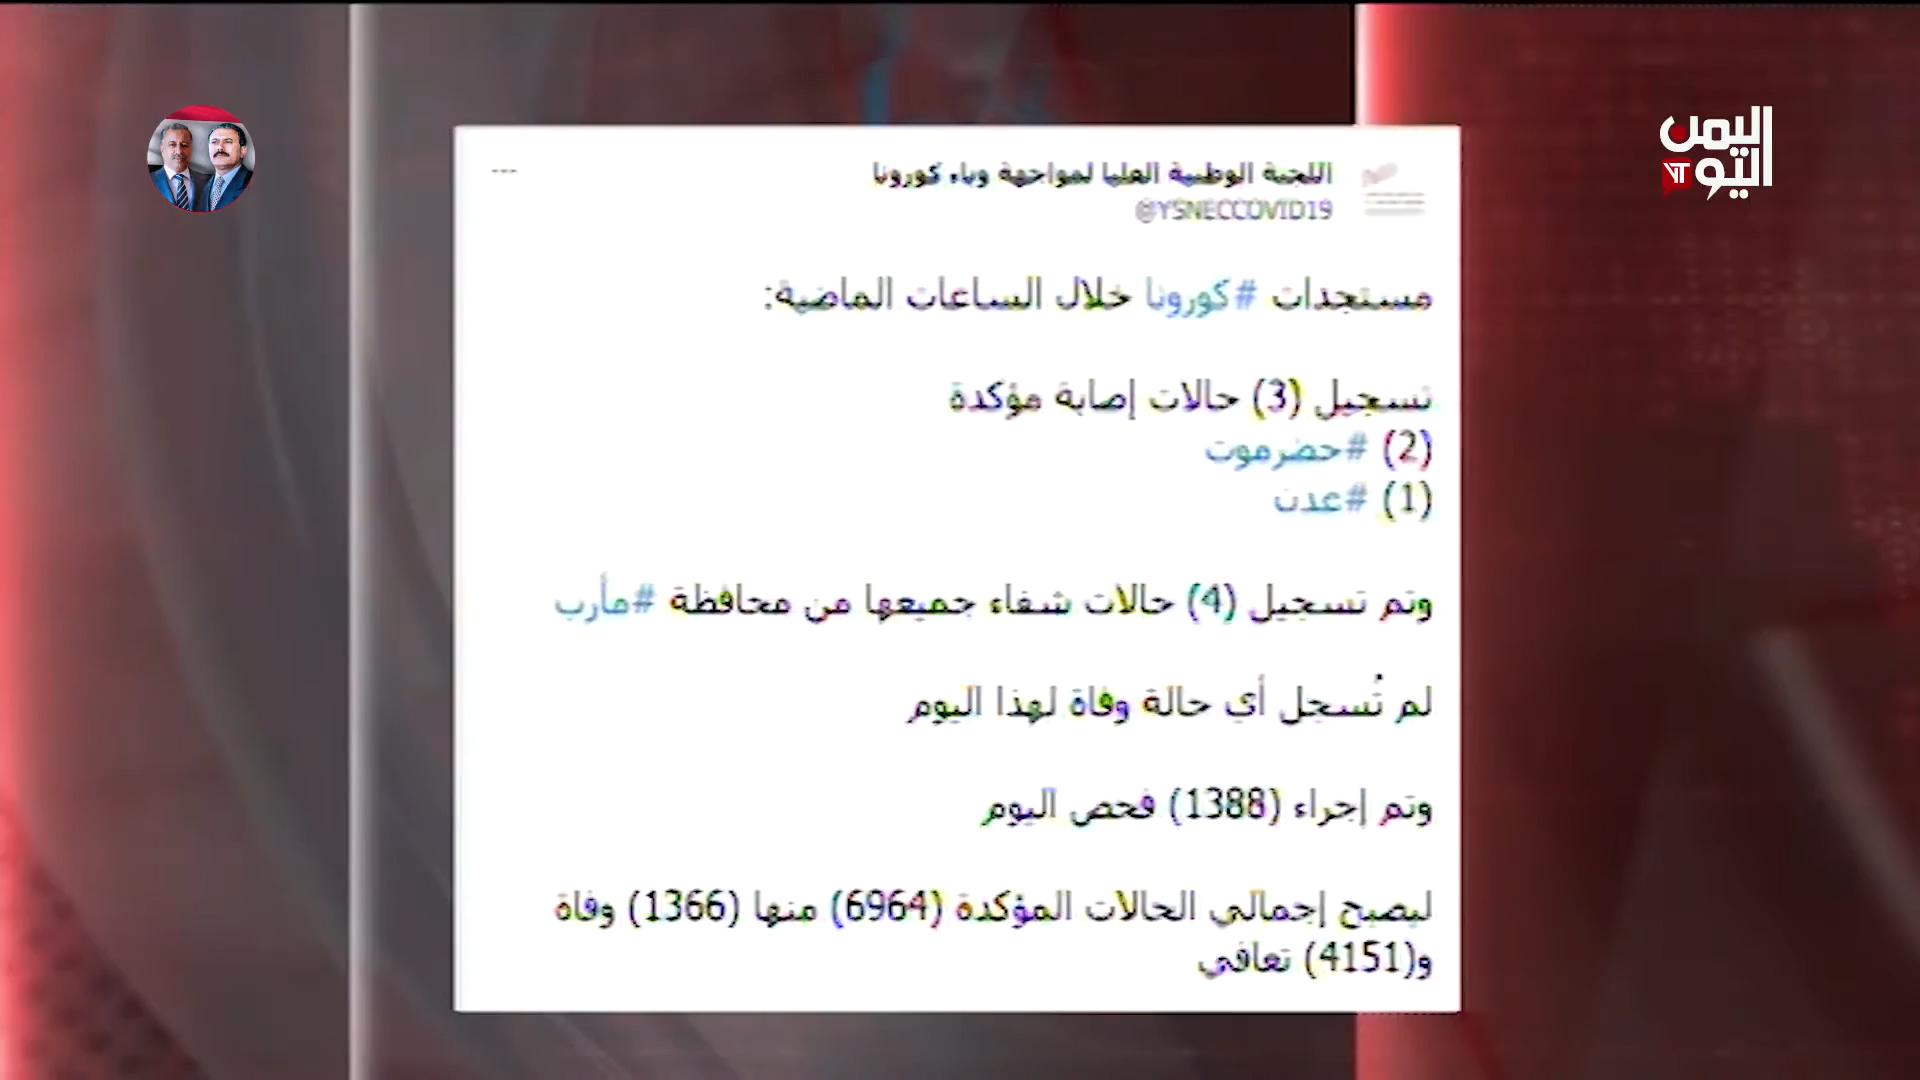 اليمن
اليوم
YT
اللجنة الوطنية العليا لمواجهة وباء كورونا
@YSNECCOVID19
مستجدات #كورونا خلال الساعات الماضية:
تسجيل (3) حالات إصابة مؤكدة
(2) #حضرموت
(1) #عدن
وتم تسجيل (4) حالات شفاء جميعها من محافظة #مأرب
لم تُسجل أي حالة وفاة لهذا اليوم
وتم إجراء (1388) فحص اليوم
ليصبح إجمالي الحالات المؤكدة (6964) منها (1366) وفاة
و(4151) تعافي